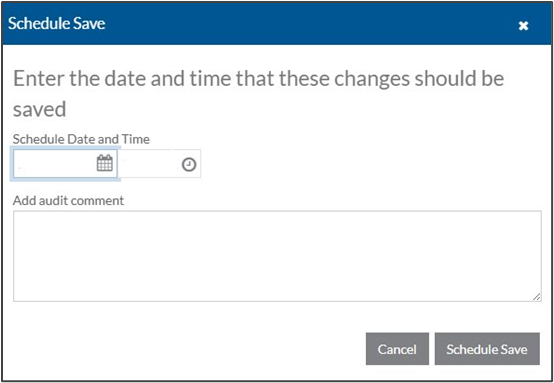 Schedule Save
Enter the date and time that these changes should be
saved
Schedule Date and Time
Add audit comment
Cancel Schedule Save